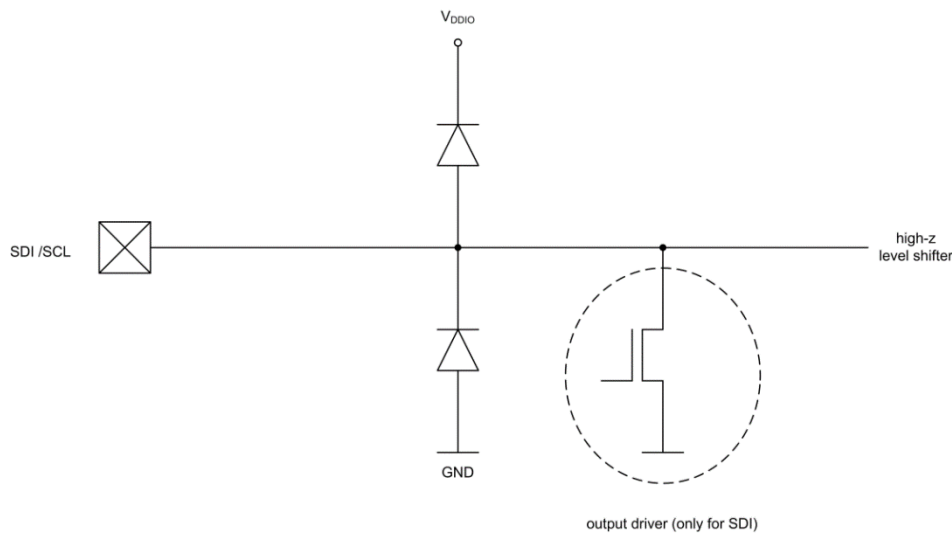 VDDIO
SDI /SCL
high-z
level shifter
GND
output driver (only for SDI)